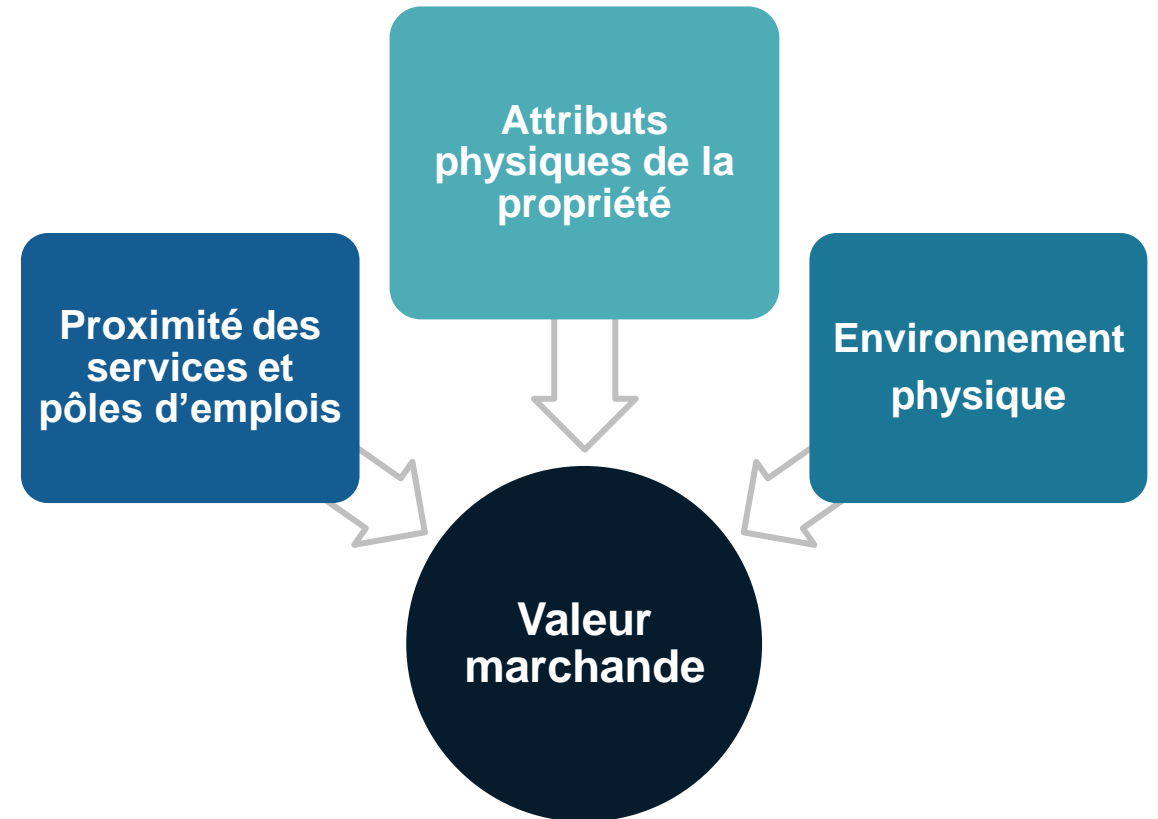 Attributs
physiques de la
propriété
Proximité des
services et
pôles d'emplois
Environnement
physique
Valeur
marchande